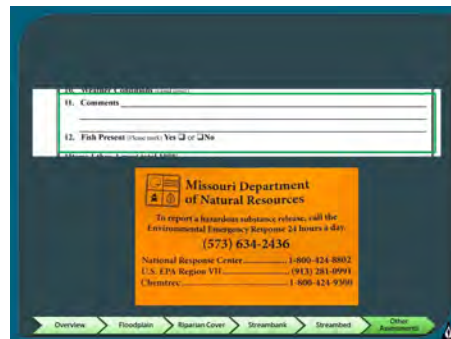 10. Weather Condition
11. Comments
12. Fish Present (Please mark) Yes ❑ or ❑No
Missouri Department
of Natural Resources
To report a hazardous substance release, call the
Environmental Emergency Response 24 hours a day.
(573) 634-2436
National Response Center 1-800-424-8802
U.S. EPA Region VII (913) 281-0991
Chemtrec 1-800-424-9300
Overview
Floodplain
Riparian Cover
Streambank
Streambed
Other
Assessments